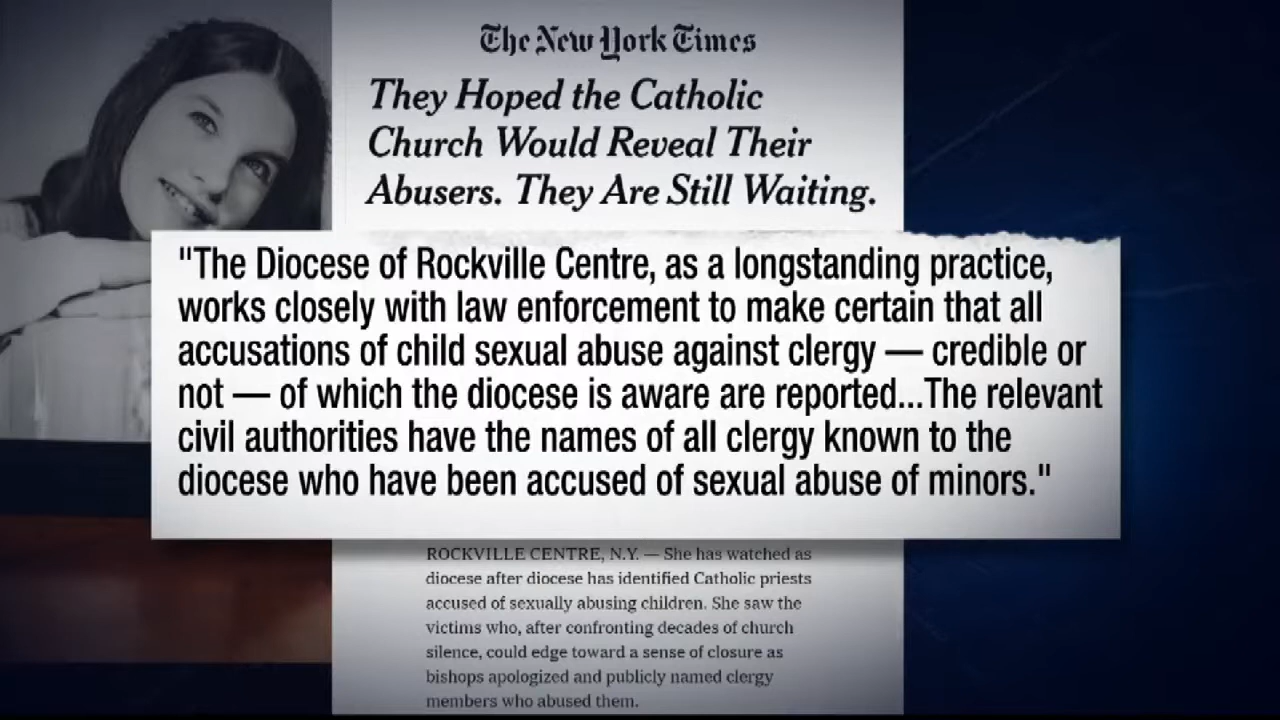 The New York Times
They Hoped the Catholic
Church Would Reveal Their
Abusers. They Are Still Waiting.
"The Diocese of Rockville Centre, as a longstanding practice,
works closely with law enforcement to make certain that all
accusations of child sexual abuse against clergy — credible or
not — of which the diocese is aware are reported...The relevant
civil authorities have the names of all clergy known to the
diocese who have been accused of sexual abuse of minors."
ROCKVILLE CENTRE, N.Y. — She has watched as
diocese after diocese has identified Catholic priests
accused of sexually abusing children. She saw the
victims who, after confronting decades of church
silence, could edge toward a sense of closure as
bishops apologized and publicly named clergy
members who abused them.